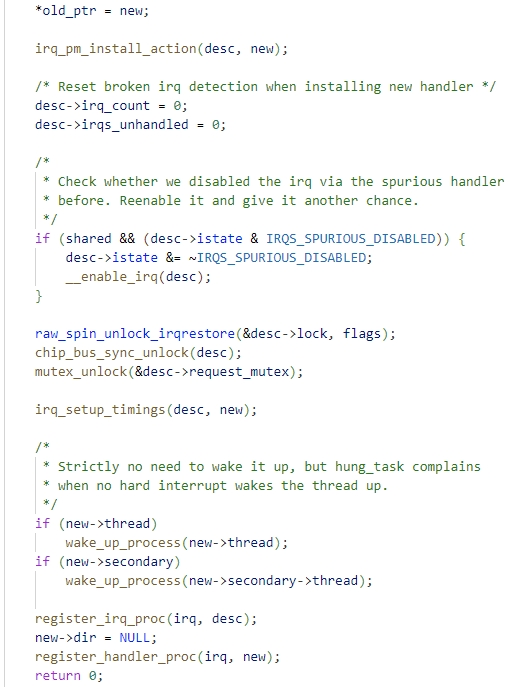 *old_ptr = new;
irq_pm_install_action(desc, new);
/* Reset broken irq detection when installing new handler */
desc->irq_count = 0;
desc->irqs_unhandled = 0;
/*
* Check whether we disabled the irq via the spurious handler
* before. Reenable it and give it another chance.
*/
if (shared && (desc->istate & IRQS_SPURIOUS_DISABLED)) {
desc->istate &= ~IRQS_SPURIOUS_DISABLED;
__enable_irq(desc);
}
raw_spin_unlock_irqrestore(&desc->lock, flags);
chip_bus_sync_unlock(desc);
mutex_unlock(&desc->request_mutex);
irq_setup_timings(desc, new);
/*
* Strictly no need to wake it up, but hung_task complains
* when no hard interrupt wakes the thread up.
*/
if (new->thread)
wake_up_process(new->thread);
if (new->secondary)
wake_up_process(new->secondary->thread);
register_irq_proc(irq, desc);
new->dir = NULL;
register_handler_proc(irq, new);
return 0;